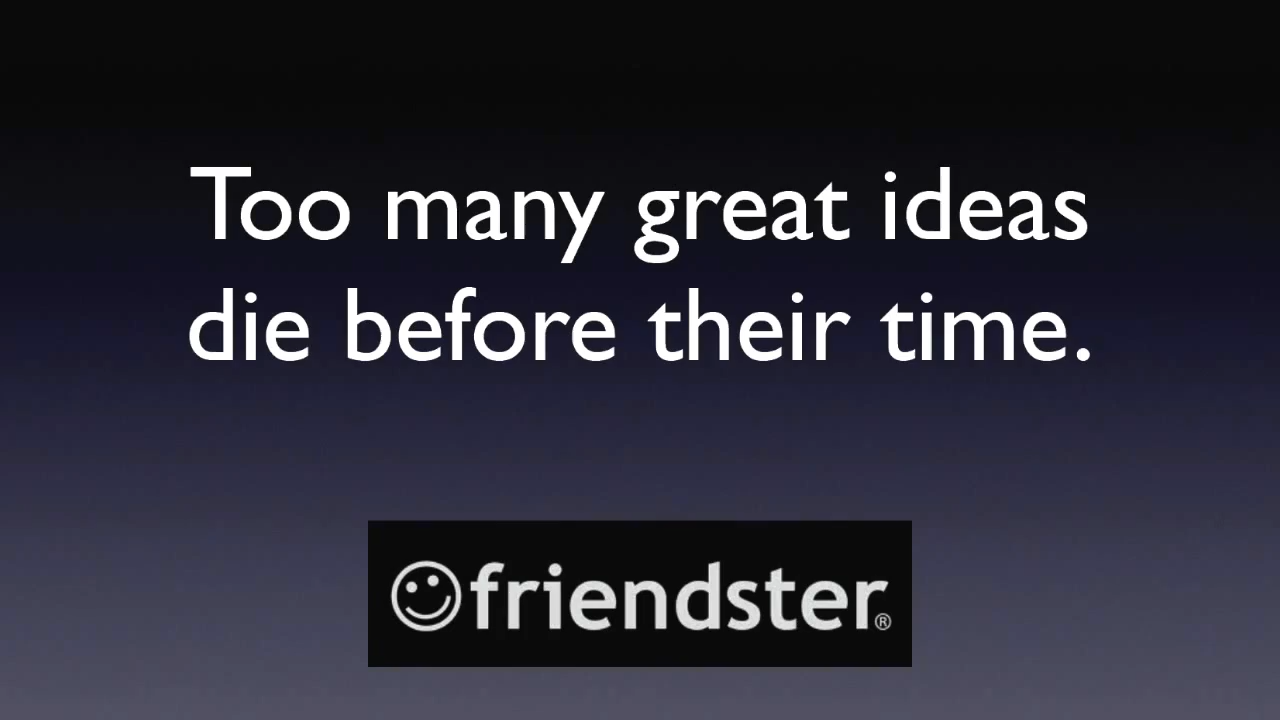 Too many great ideas
die before their time.
friendster®